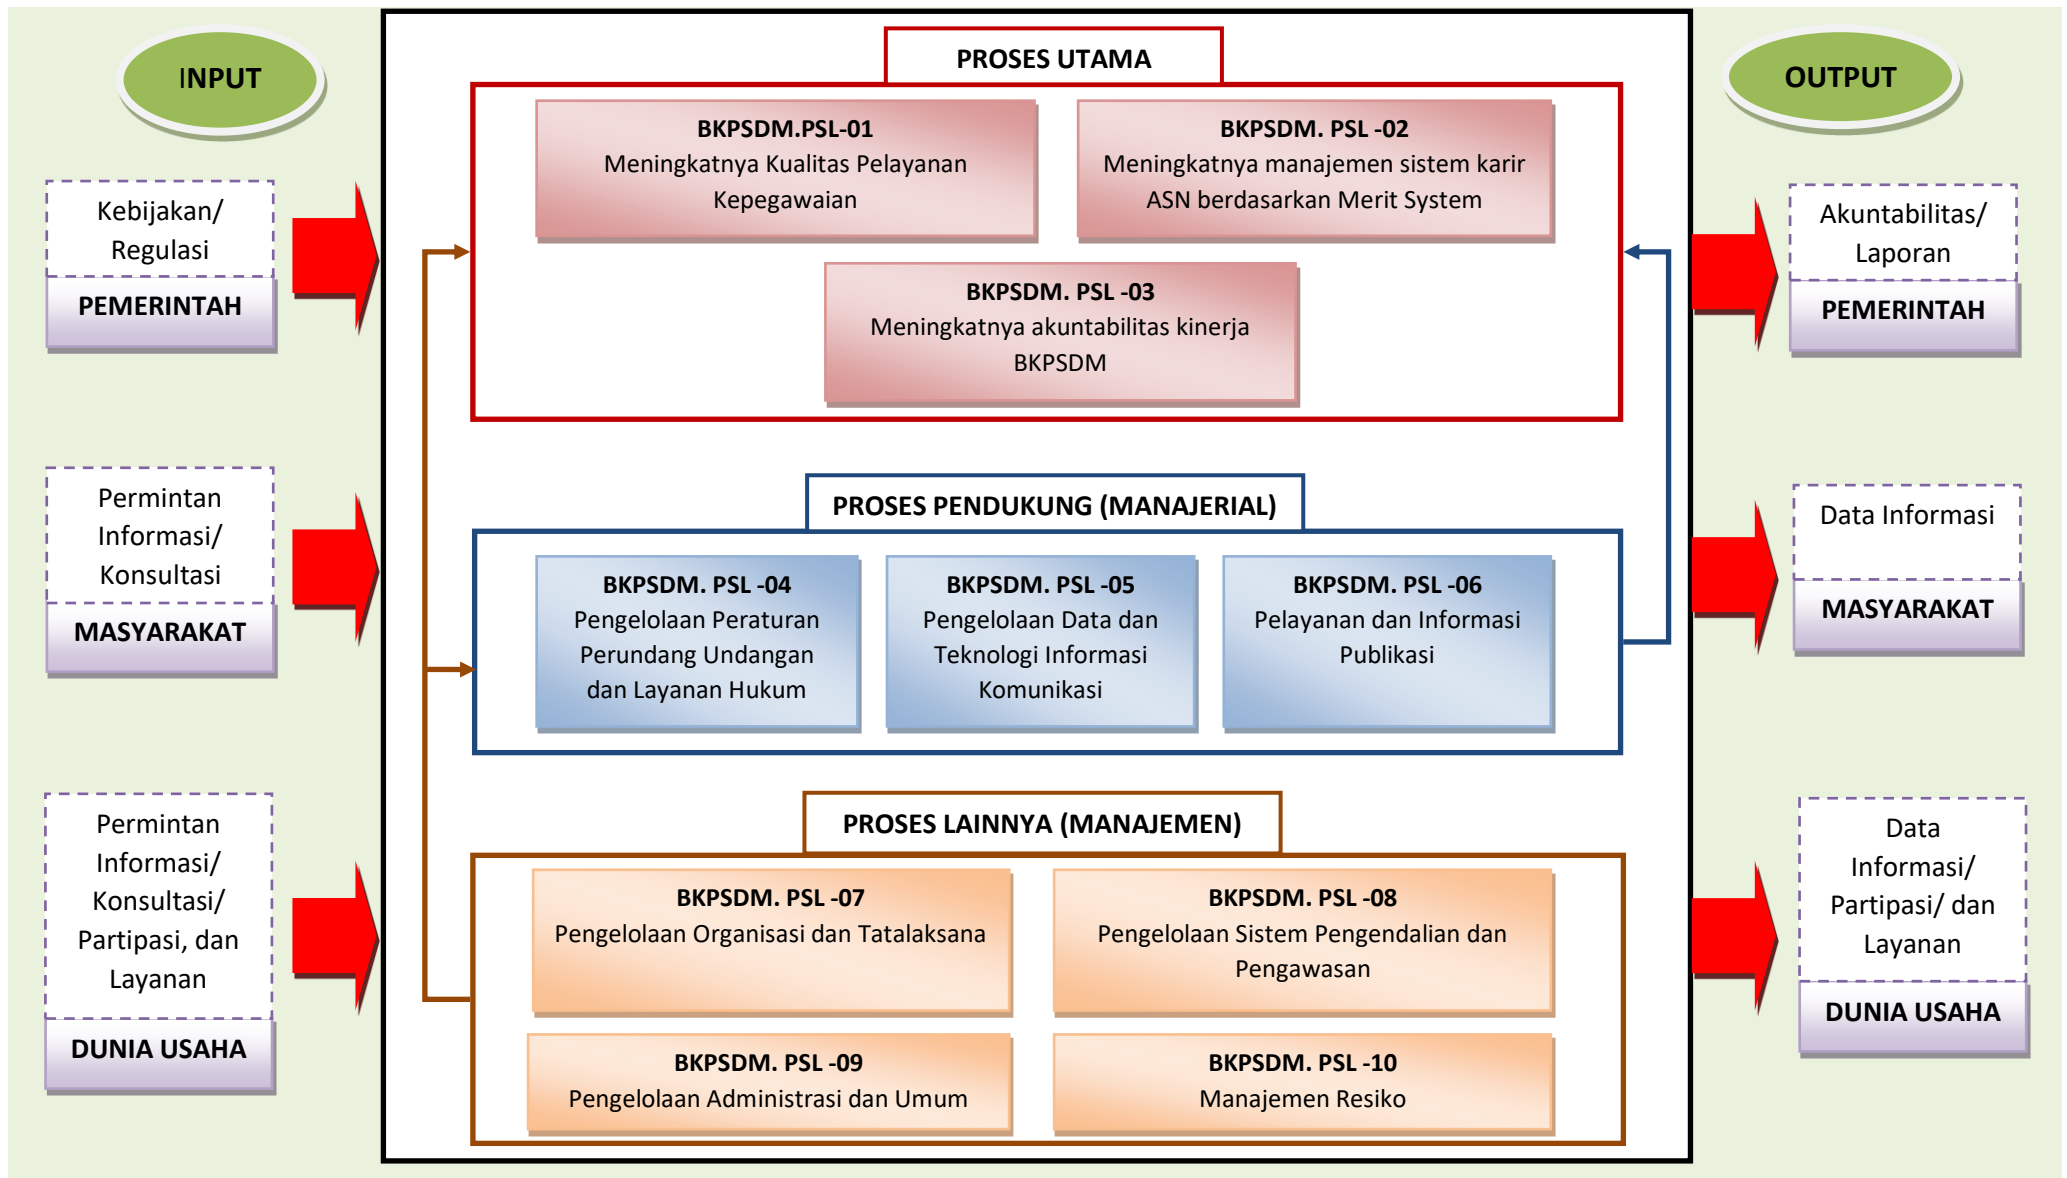 INPUT
Kebijakan/
Regulasi
PEMERINTAH
Permintan
Informasi/
Konsultasi
MASYARAKAT
Permintan
Informasi/
Konsultasi/
Partipasi, dan
Layanan
DUNIA USAHA
PROSES UTAMA
BKPSDM.PSL-01
Meningkatnya Kualitas Pelayanan
Kepegawaian
BKPSDM. PSL -02
Meningkatnya manajemen sistem karir
ASN berdasarkan Merit System
BKPSDM. PSL -03
Meningkatnya akuntabilitas kinerja
BKPSDM
PROSES PENDUKUNG (MANAJERIAL)
BKPSDM. PSL -04
Pengelolaan Peraturan
Perundang Undangan
dan Layanan Hukum
BKPSDM. PSL -05
Pengelolaan Data dan
Teknologi Informasi
Komunikasi
BKPSDM. PSL -06
Pelayanan dan Informasi
Publikasi
PROSES LAINNYA (MANAJEMEN)
BKPSDM. PSL -07
Pengelolaan Organisasi dan Tatalaksana
BKPSDM. PSL -08
Pengelolaan Sistem Pengendalian dan
Pengawasan
BKPSDM. PSL -09
Pengelolaan Administrasi dan Umum
BKPSDM. PSL -10
Manajemen Resiko
OUTPUT
Akuntabilitas/
Laporan
PEMERINTAH
Data Informasi
MASYARAKAT
Data
Informasi/
Partipasi/ dan
Layanan
DUNIA USAHA